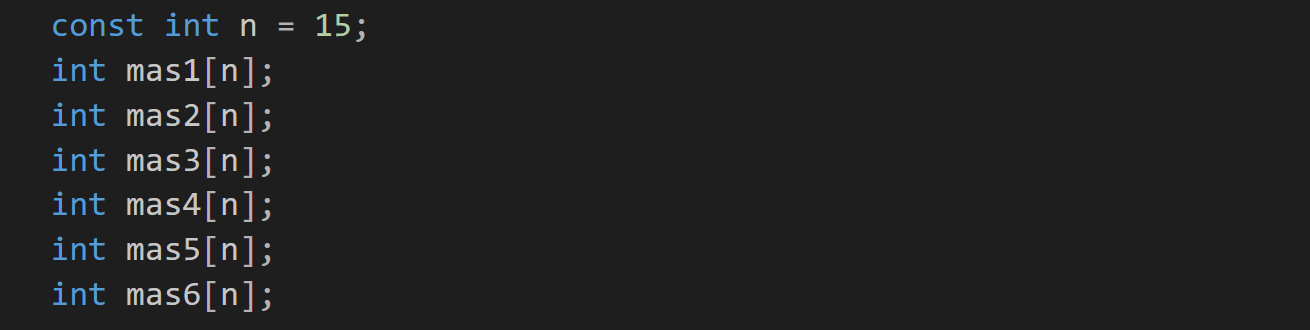 const int n = 15;
int mas1[n];
int mas2[n];
int mas3[n];
int mas4[n];
int mas5[n];
int mas6[n];